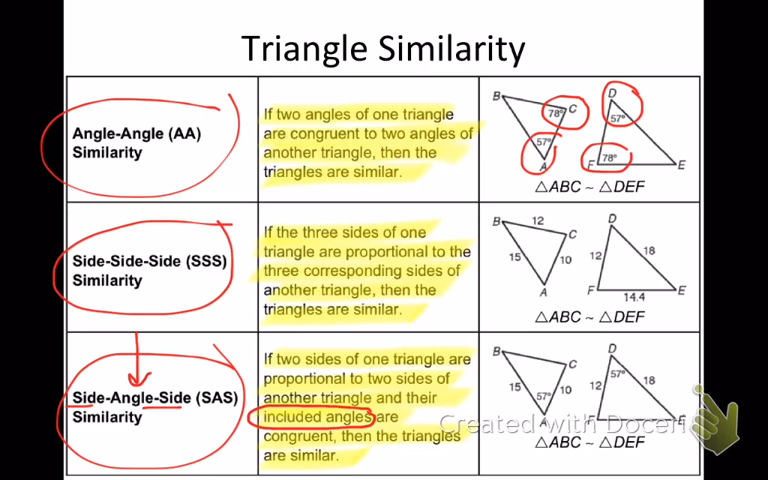 Triangle Similarity
Angle-Angle (AA)
Similarity
If two angles of one triangle
are congruent to two angles of
another triangle, then the
triangles are similar.
B
C
78°
57°
A
D
57°
F
78°
E
△ABC ~ △DEF
Side-Side-Side (SSS)
Similarity
If the three sides of one
triangle are proportional to the
three corresponding sides of
another triangle, then the
triangles are similar.
B
12
C
15
10
A
D
12
18
F
14.4
E
△ABC ~ △DEF
Side-Angle-Side (SAS)
Similarity
If two sides of one triangle are
proportional to two sides of
another triangle and their
included angles are
congruent, then the triangles
are similar.
B
C
15
57°
10
A
D
57°
12
18
F
E
△ABC ~ △DEF
Created with Doceri